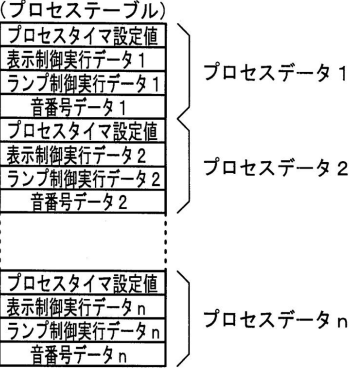 (プロセステーブル)
プロセスタイマ設定値
表示制御実行データ1
ランプ制御実行データ1
音番号データ1
プロセスデータ1
プロセスタイマ設定値
表示制御実行データ2
ランプ制御実行データ2
音番号データ2
プロセスデータ2
プロセスタイマ設定値
表示制御実行データn
ランプ制御実行データn
音番号データn
プロセスデータn